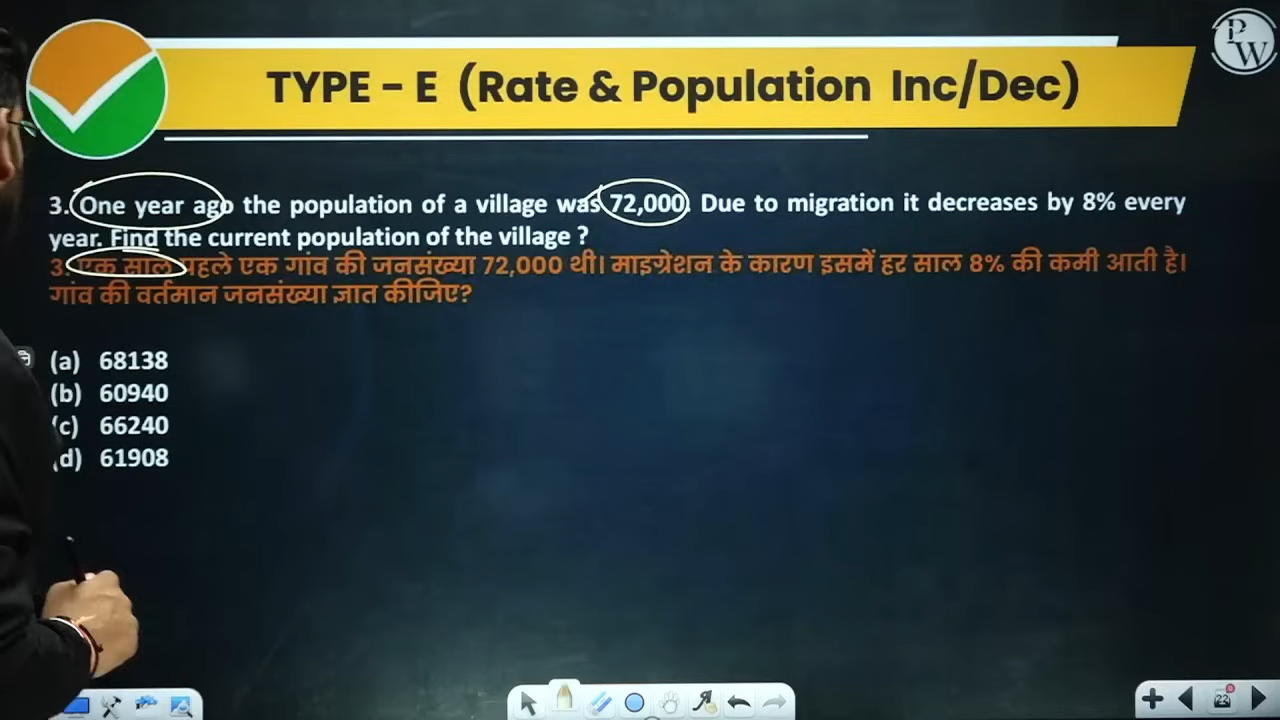 PW
TYPE - E (Rate & Population Inc/Dec)
3. One year ago the population of a village was 72,000. Due to migration it decreases by 8% every
year. Find the current population of the village ?
3. एक साल पहले एक गांव की जनसंख्या 72,000 थी। माइग्रेशन के कारण इसमें हर साल 8% की कमी आती है।
गांव की वर्तमान जनसंख्या ज्ञात कीजिए?
(a) 68138
(b) 60940
(c) 66240
(d) 61908
22